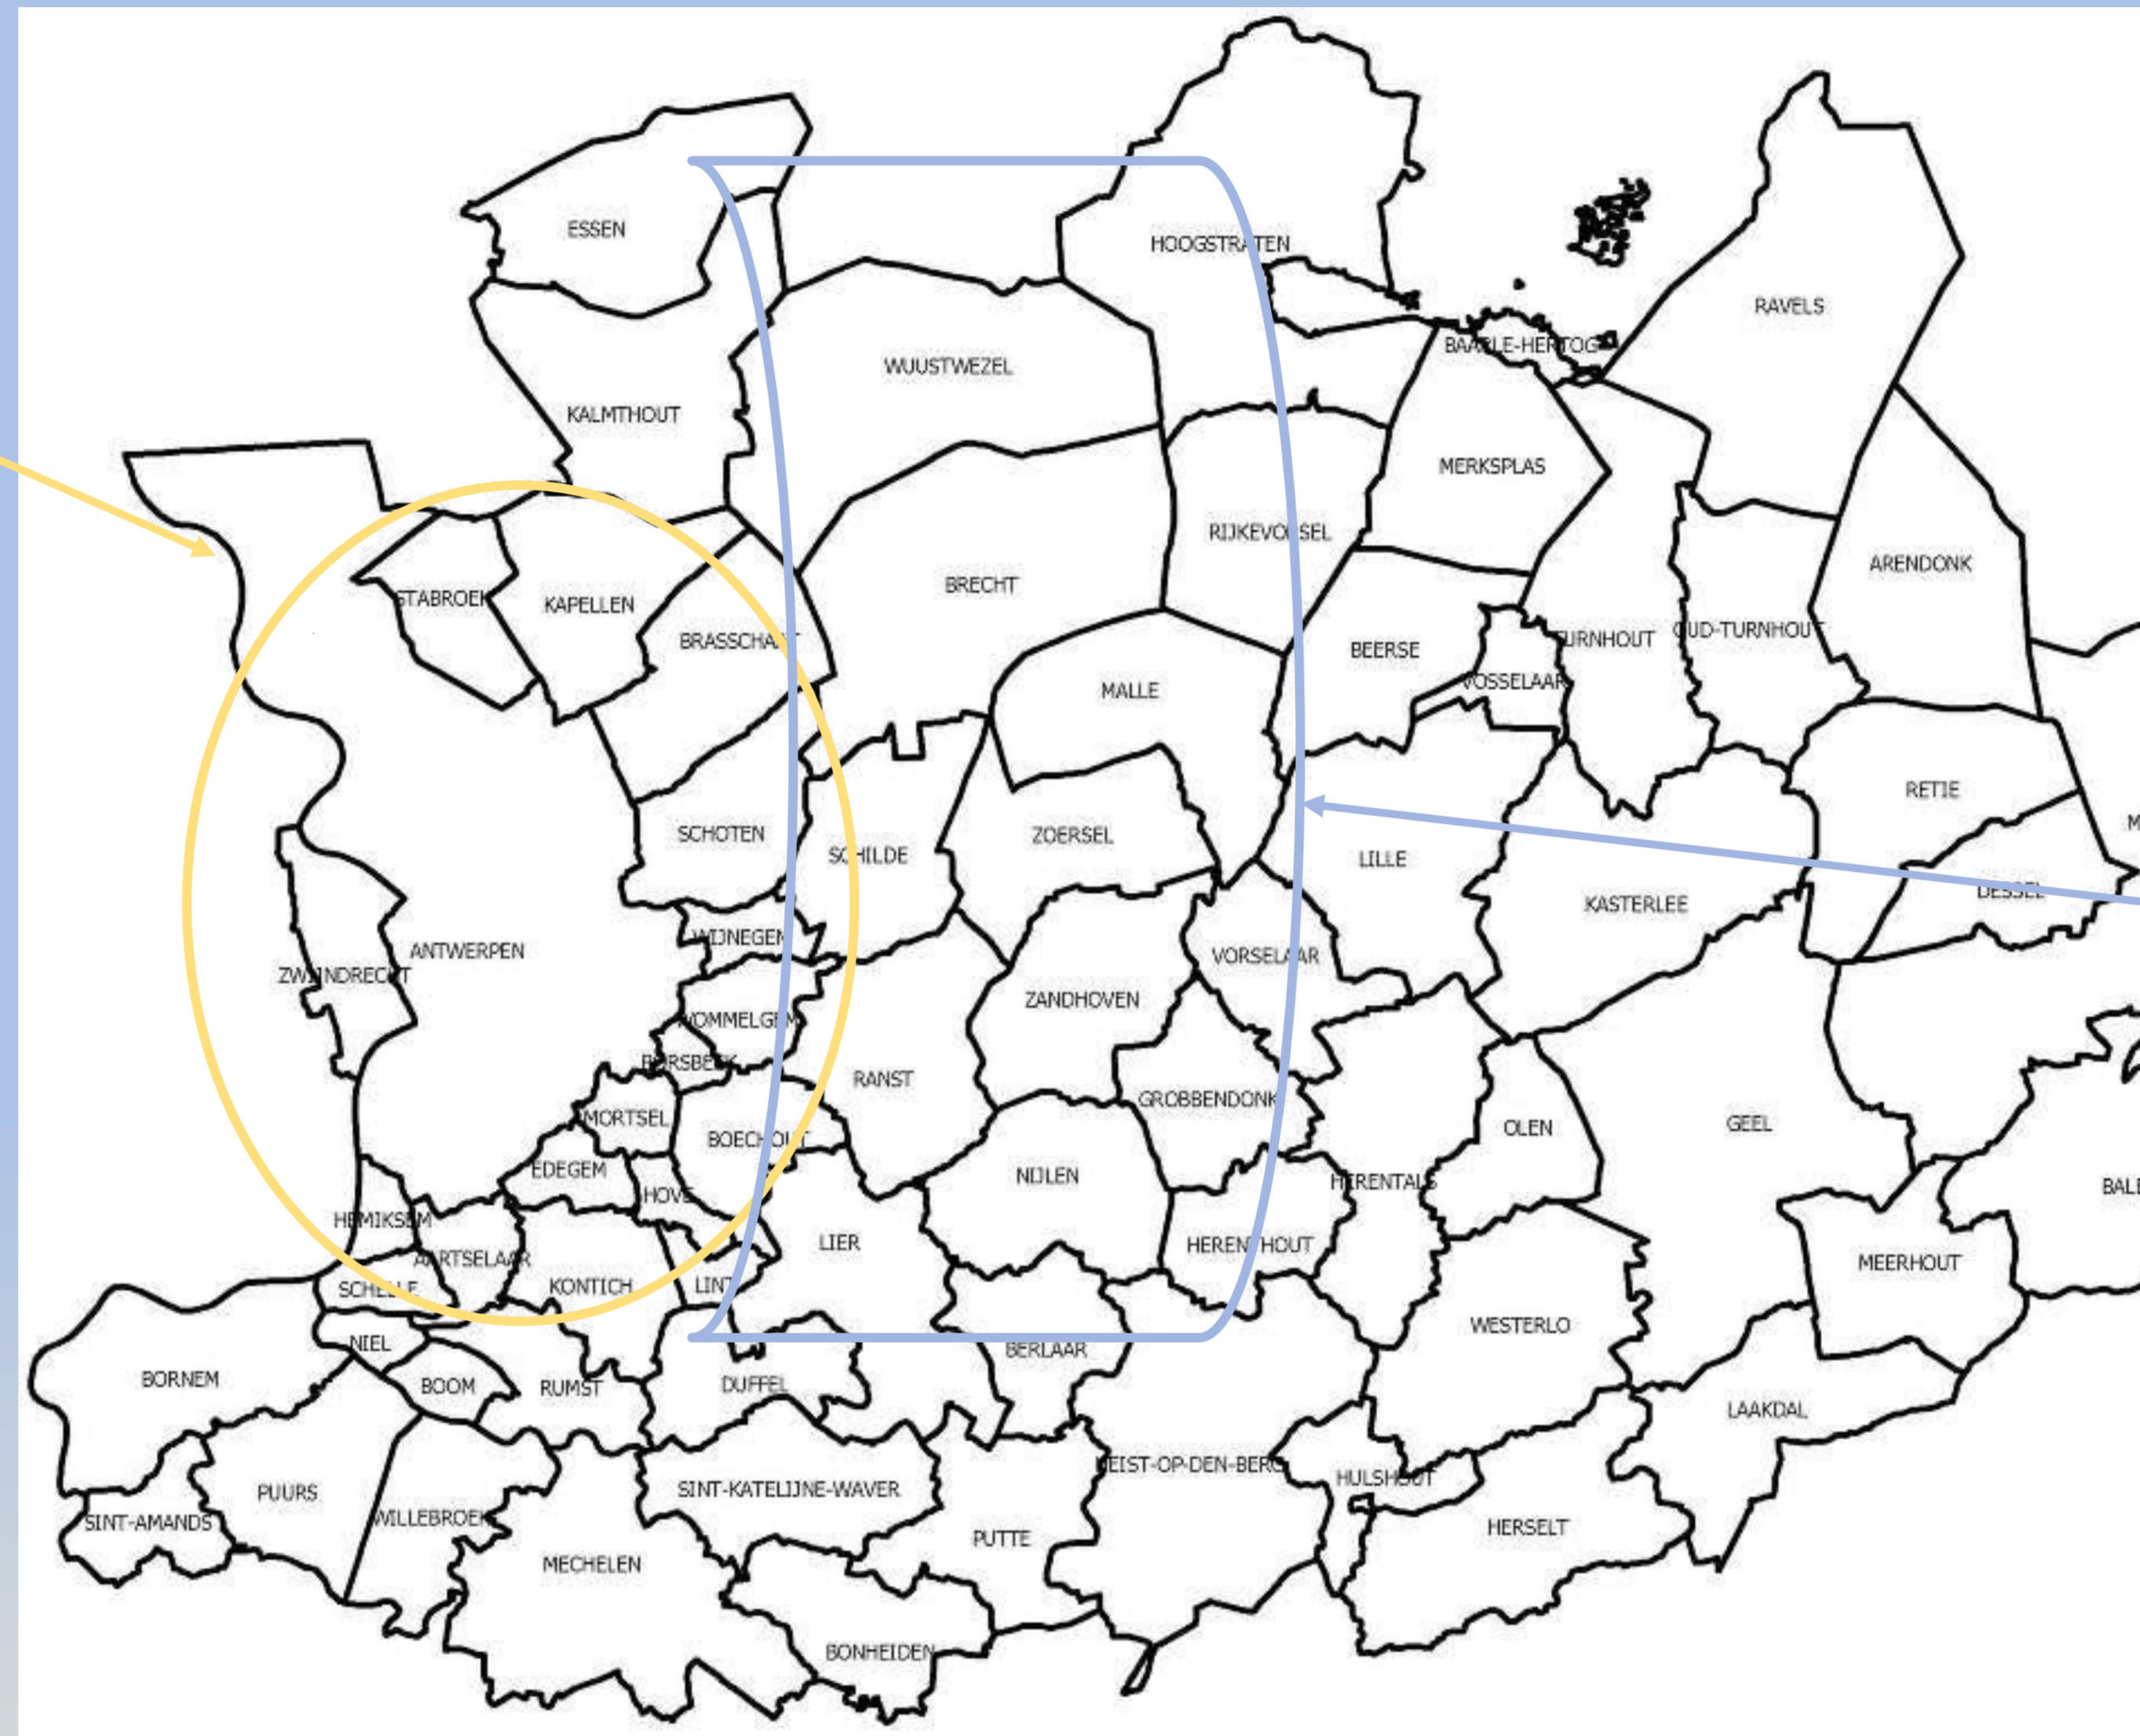 ESSEN
HOOGSTRATEN
RAVELS
BAARLE-HERTOG
WUUSTWEZEL
KALMTHOUT
MERKSPLAS
RIJKEVORSEL
ARENDONK
BRECHT
STABROEK
KAPELLEN
BRASSCHAAT
BEERSE
TURNHOUT
OUD-TURNHOUT
VOSSELAAR
MALLE
RETIE
SCHOTEN
ZOERSEL
SCHILDE
LILLE
M
DESSEL
KASTERLEE
WIJNEGEM
ANTWERPEN
VORSELAAR
ZWIJNDRECHT
ZANDHOVEN
WOMMELGEM
BORSBEEK
RANST
GROBBENDONK
MORTSEL
OLEN
GEEL
BOECHOUT
EDEGEM
NIJLEN
HERENTALS
BALE
HOVE
HEMIKSEM
LIER
HERENTHOUT
AARTSELAAR
MEERHOUT
SCHELLE
KONTICH
LINT
WESTERLO
NIEL
BERLAAR
BORNEM
BOOM
RUMST
DUFFEL
LAAKDAL
HEIST-OP-DEN-BERG
HULSHOUT
PUURS
SINT-KATELIJNE-WAVER
SINT-AMANDS
WILLEBROEK
HERSELT
PUTTE
MECHELEN
BONHEIDEN